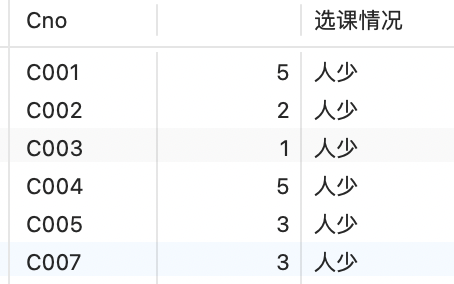 Cno 选课情况
C001 5 人少
C002 2 人少
C003 1 人少
C004 5 人少
C005 3 人少
C007 3 人少